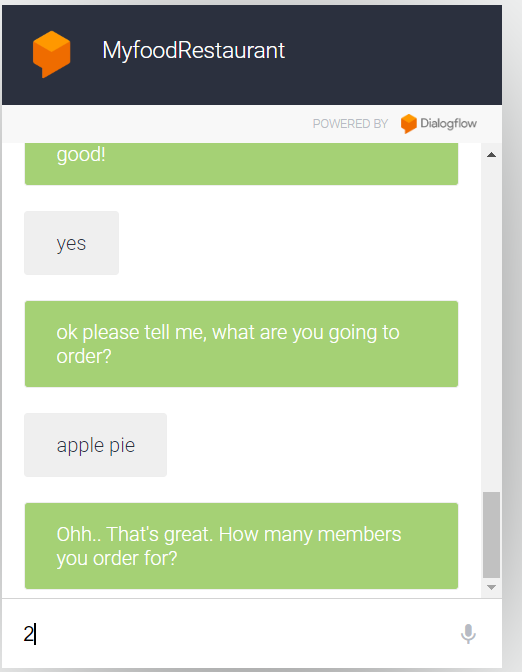 MyfoodRestaurant
POWERED BY Dialogflow
good!
yes
ok please tell me, what are you going to
order?
apple pie
Ohh.. That's great. How many members
you order for?
2